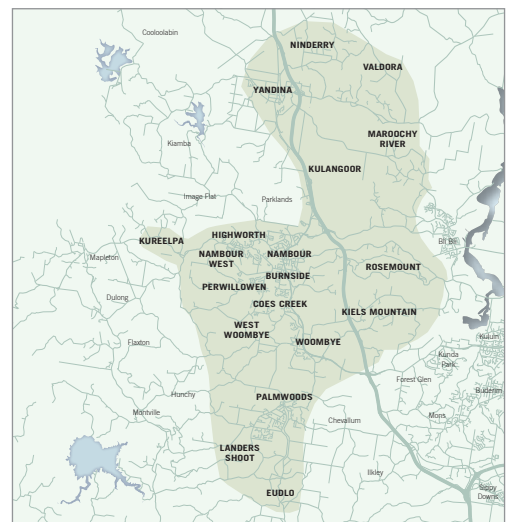 Cooloolabin
NINDERRY
VALDORA
YANDINA
MAROOCHY
RIVER
Kiamba
KULANGOOR
Image Flat
Parklands
HIGHWORTH
KUREELPA
Bli Bli
Mapleton
NAMBOUR
WEST
NAMBOUR
ROSEMOUNT
BURNSIDE
PERWILLOWEN
Dulong
COES CREEK
KIELS MOUNTAIN
WEST
WOOMBYE
WOOMBYE
Flaxton
Kuluin
Kunda
Park
Forest Glen
Buderim
Hunchy
PALMWOODS
Montville
Chevallum
Mons
LANDERS
SHOOT
Ilkley
EUDLO
Sippy
Downs